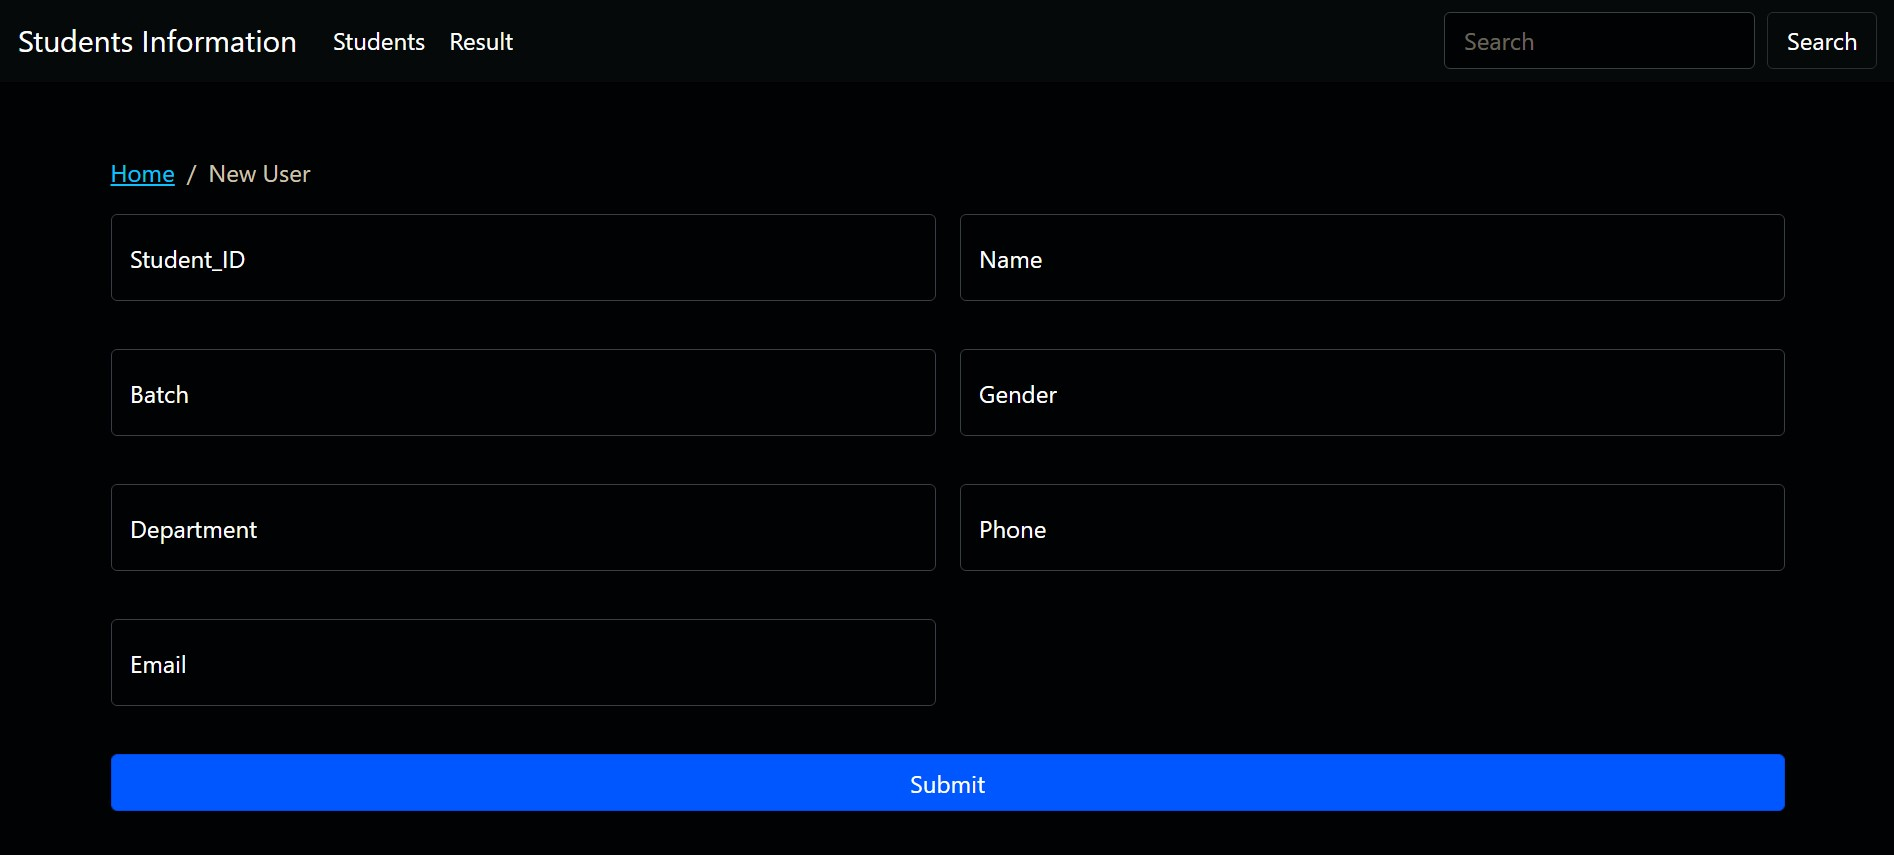 Students Information Students Result Search Search
Home / New User
Student_ID Name
Batch Gender
Department Phone
Email
Submit